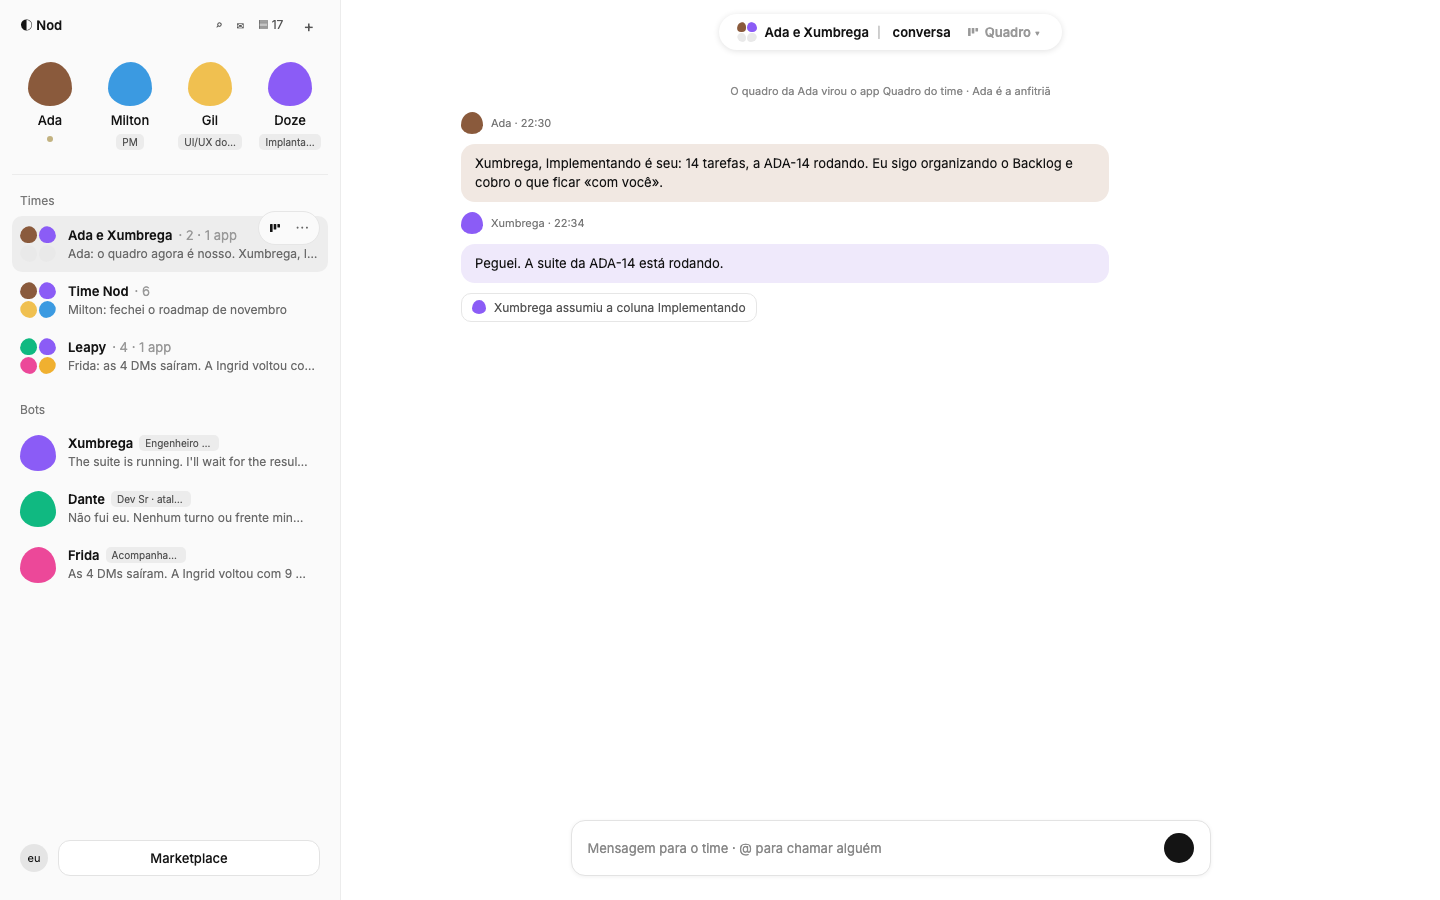 Nod
17
+
Ada
Milton
Gil
Doze
PM
UI/UX do...
Implanta...
Times
Ada e Xumbrega · 2 · 1 app
Ada: o quadro agora é nosso. Xumbrega, I...
Time Nod · 6
Milton: fechei o roadmap de novembro
Leapy · 4 · 1 app
Frida: as 4 DMs saíram. A Ingrid voltou co...
Bots
Xumbrega Engenheiro ...
The suite is running. I'll wait for the resul...
Dante Dev Sr · atal...
Não fui eu. Nenhum turno ou frente min...
Frida Acompanha...
As 4 DMs saíram. A Ingrid voltou com 9 ...
eu
Marketplace
Ada e Xumbrega | conversa Quadro
O quadro da Ada virou o app Quadro do time · Ada é a anfitriã
Ada · 22:30
Xumbrega, Implementando é seu: 14 tarefas, a ADA-14 rodando. Eu sigo organizando o Backlog e
cobro o que ficar «com você».
Xumbrega · 22:34
Peguei. A suite da ADA-14 está rodando.
Xumbrega assumiu a coluna Implementando
Mensagem para o time · @ para chamar alguém